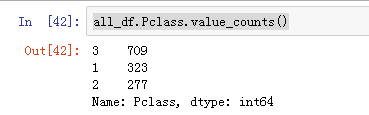 In [42]: all_df.Pclass.value_counts()
Out[42]: 3 709
1 323
2 277
Name: Pclass, dtype: int64